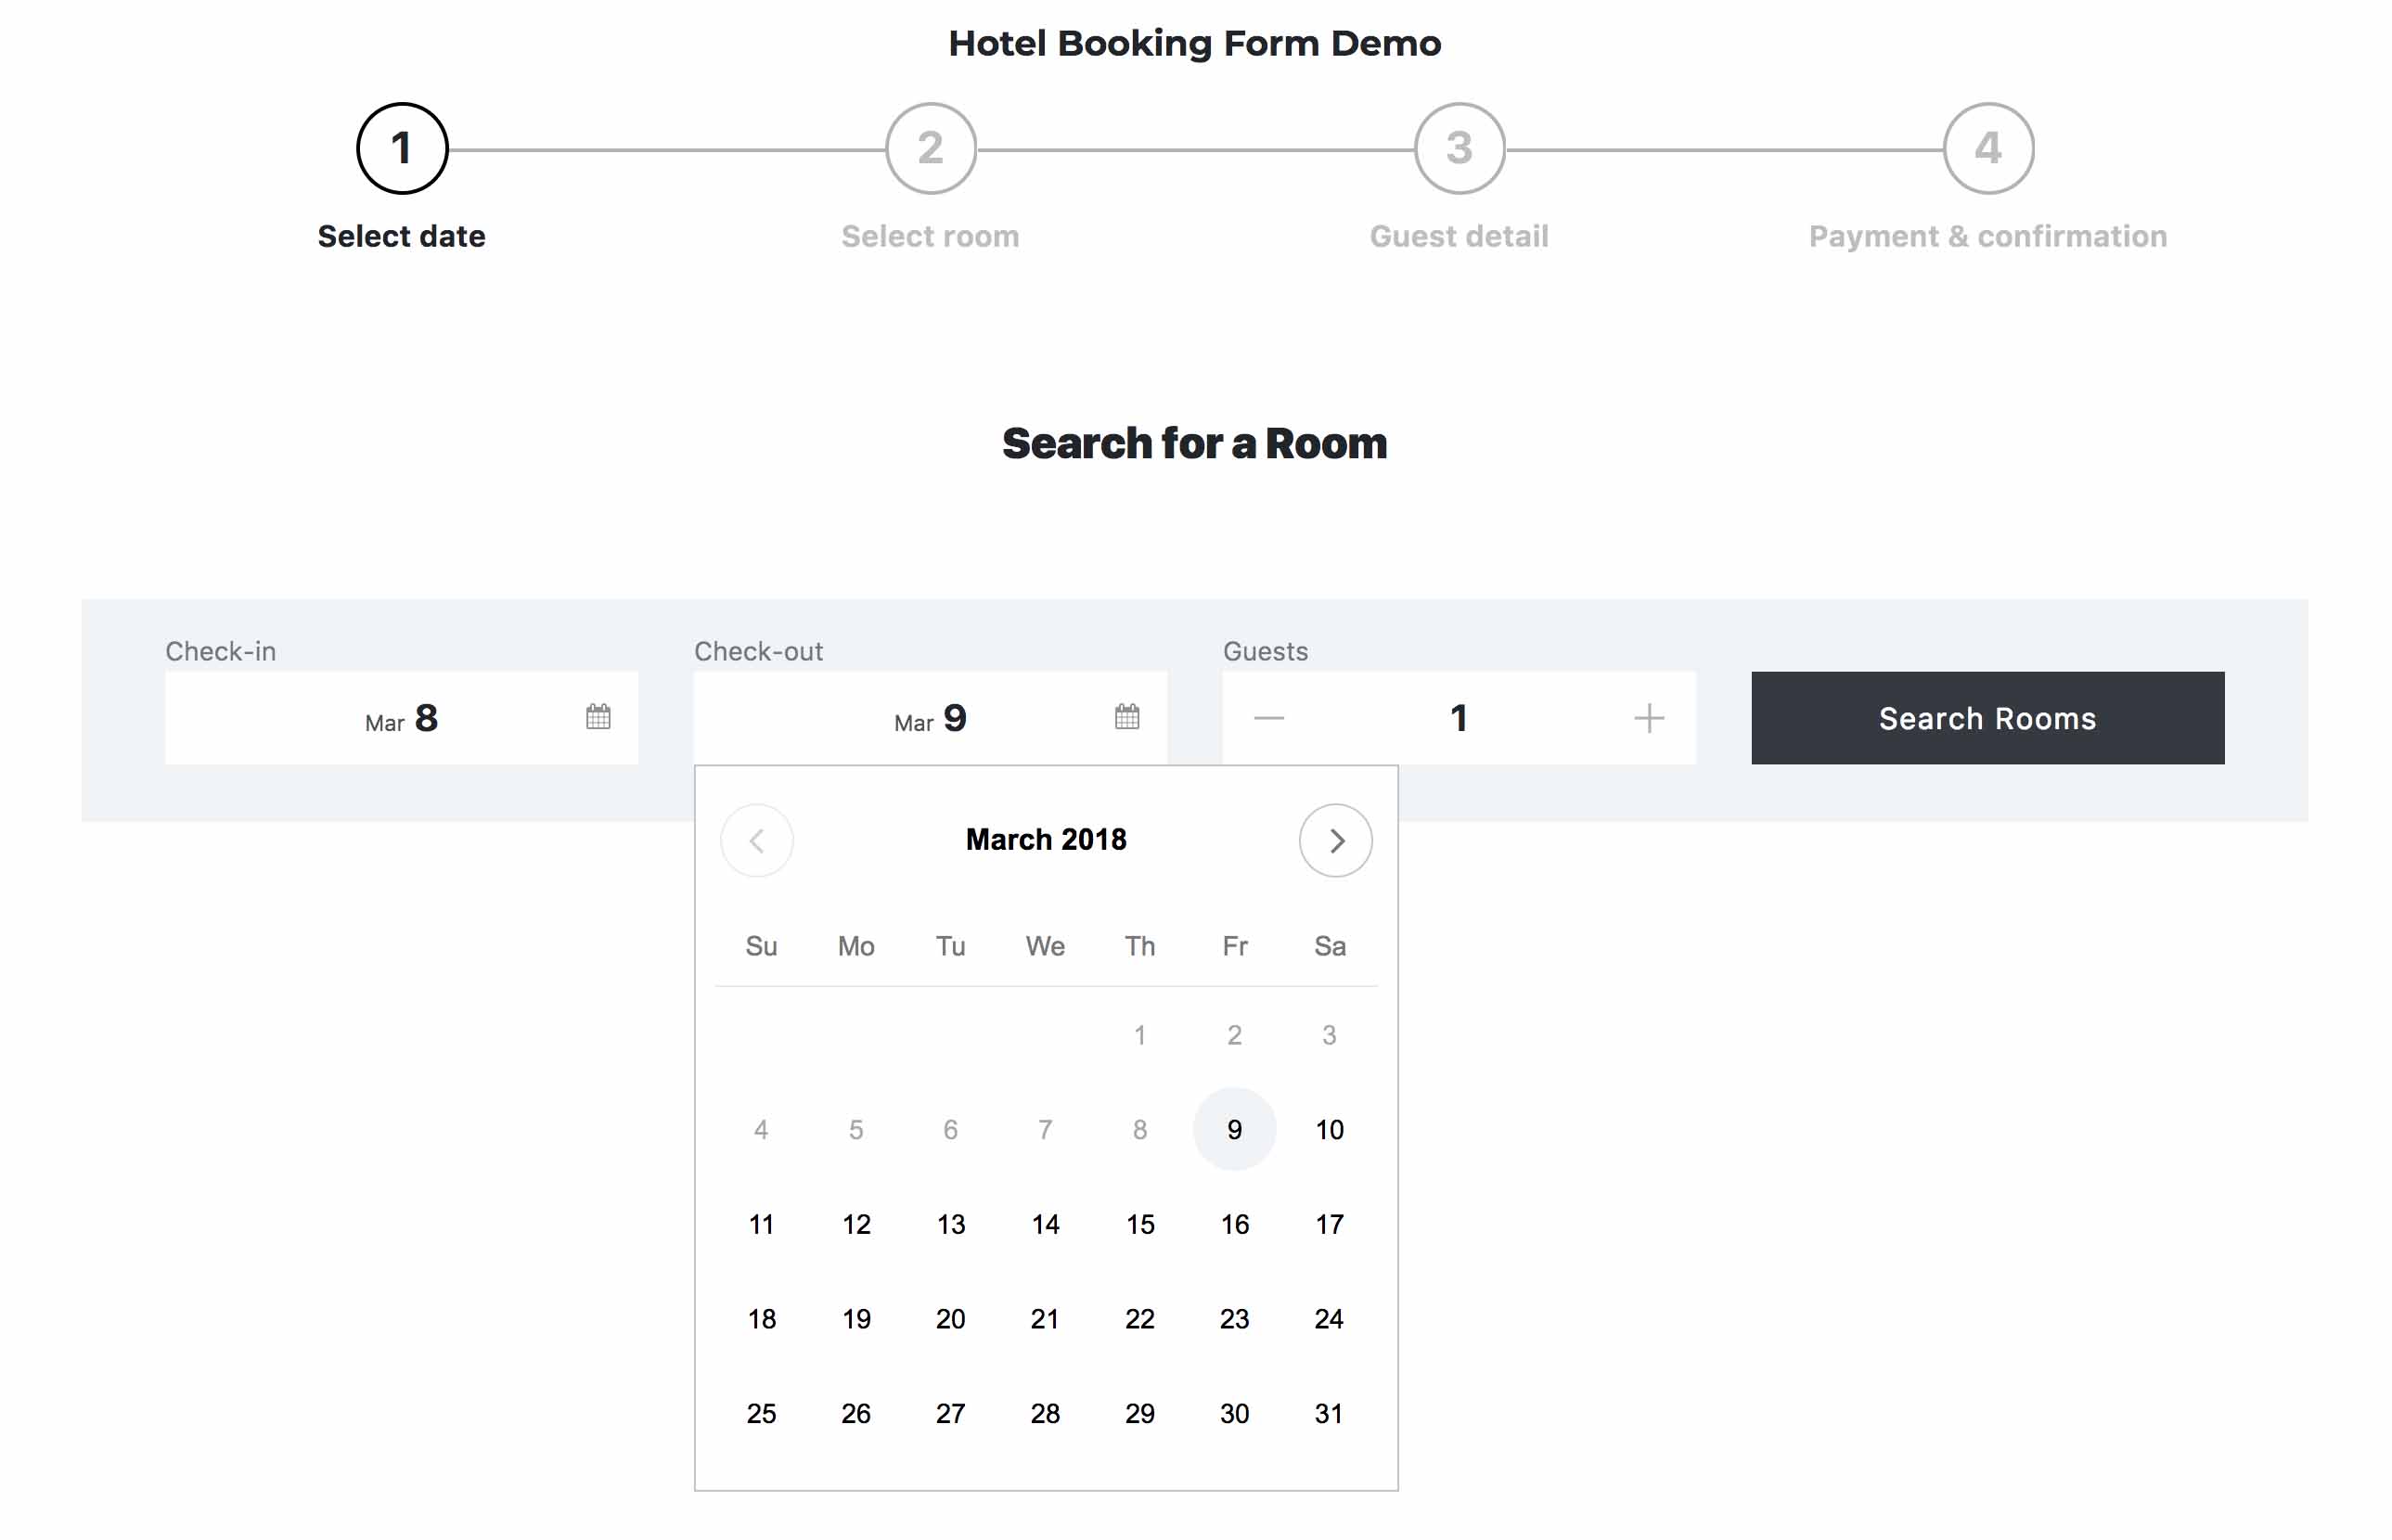 Hotel Booking Form Demo
1 2 3 4
Select date Select room Guest detail Payment & confirmation
Search for a Room
Check-in Check-out Guests
Mar 8 Mar 9 1 Search Rooms
March 2018
Su Mo Tu We Th Fr Sa
1 2 3
4 5 6 7 8 9 10
11 12 13 14 15 16 17
18 19 20 21 22 23 24
25 26 27 28 29 30 31